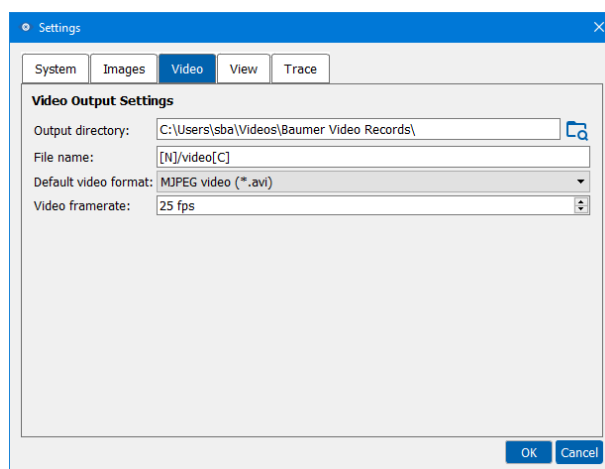 Settings
System Images Video View Trace
Video Output Settings
Output directory: C:\Users\sba\Videos\Baumer Video Records\
File name: [N]/video[C]
Default video format: MJPEG video (*.avi)
Video framerate: 25 fps
OK Cancel